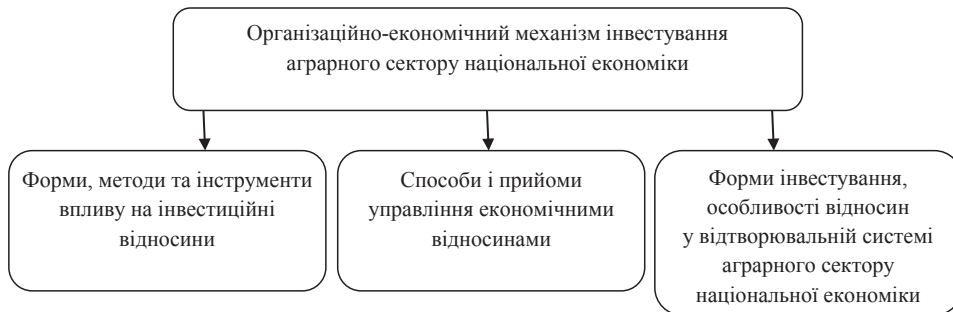 Організаційно-економічний механізм інвестування
аграрного сектору національної економіки
Форми, методи та інструменти
впливу на інвестиційні
відносини
Способи і прийоми
управління економічними
відносинами
Форми інвестування,
особливості відносин
у відтворювальній системі
аграрного сектору
національної економіки